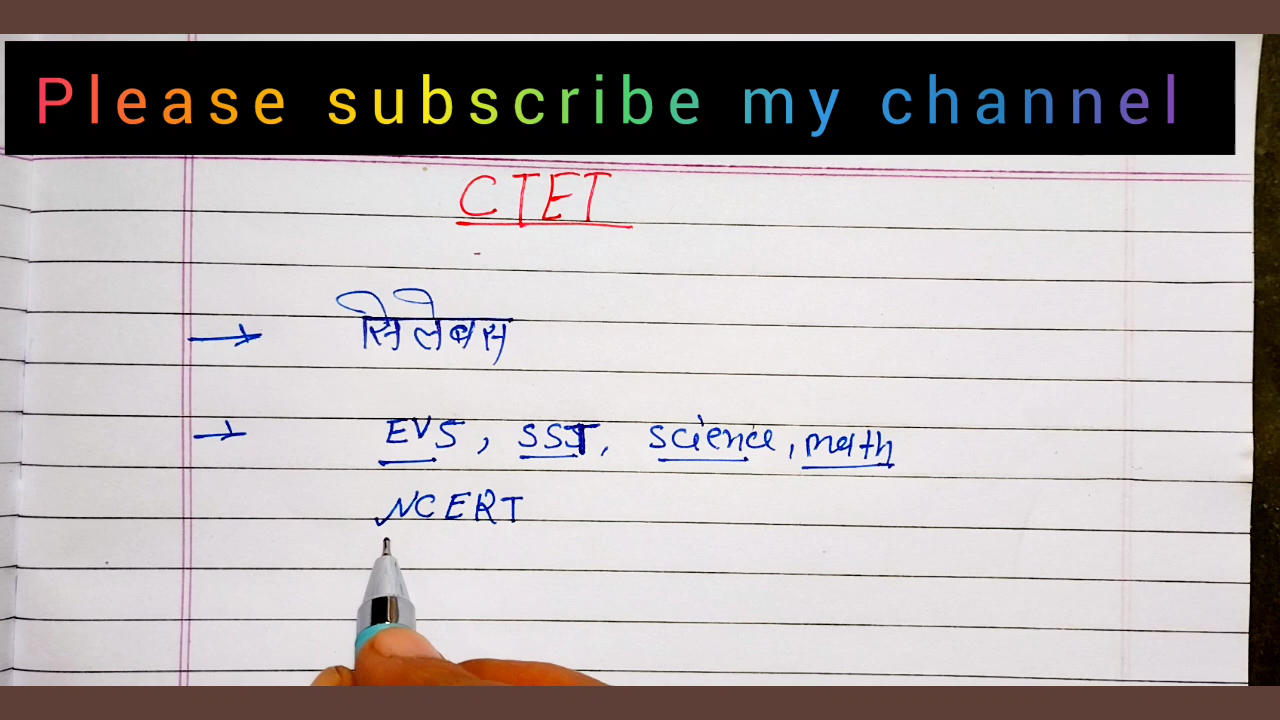 Please subscribe my channel
CTET
→ सिलेबस
→ EVS, SST, science, math
NCERT